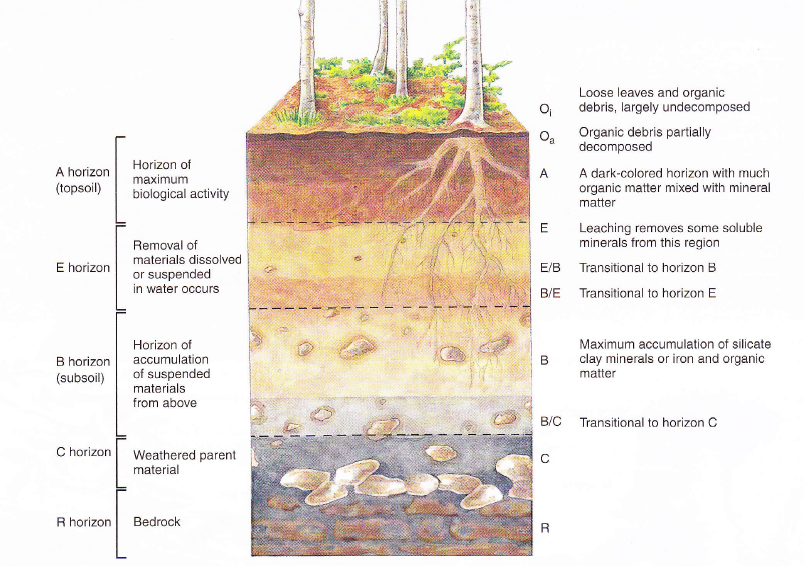 A horizon
(topsoil)
Horizon of
maximum
biological activity
E horizon
Removal of
materials dissolved
or suspended
in water occurs
B horizon
(subsoil)
Horizon of
accumulation
of suspended
materials
from above
C horizon
Weathered parent
material
R horizon
Bedrock
Oi
Loose leaves and organic
debris, largely undecomposed
Oa
Organic debris partially
decomposed
A
A dark-colored horizon with much
organic matter mixed with mineral
matter
E
Leaching removes some soluble
minerals from this region
E/B
Transitional to horizon B
B/E
Transitional to horizon E
B
Maximum accumulation of silicate
clay minerals or iron and organic
matter
B/C
Transitional to horizon C
C
R